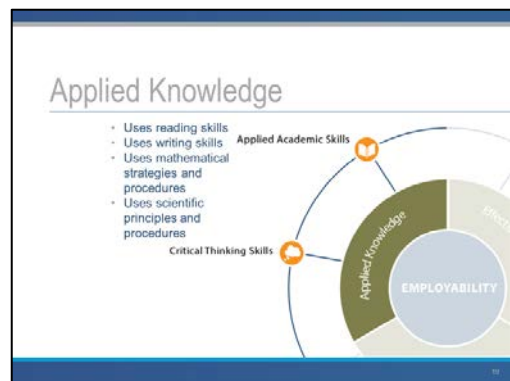 Applied Knowledge
• Uses reading skills
• Uses writing skills
• Uses mathematical
strategies and
procedures
• Uses scientific
principles and
procedures
Applied Academic Skills
Critical Thinking Skills
Applied Knowledge
EMPLOYABILITY